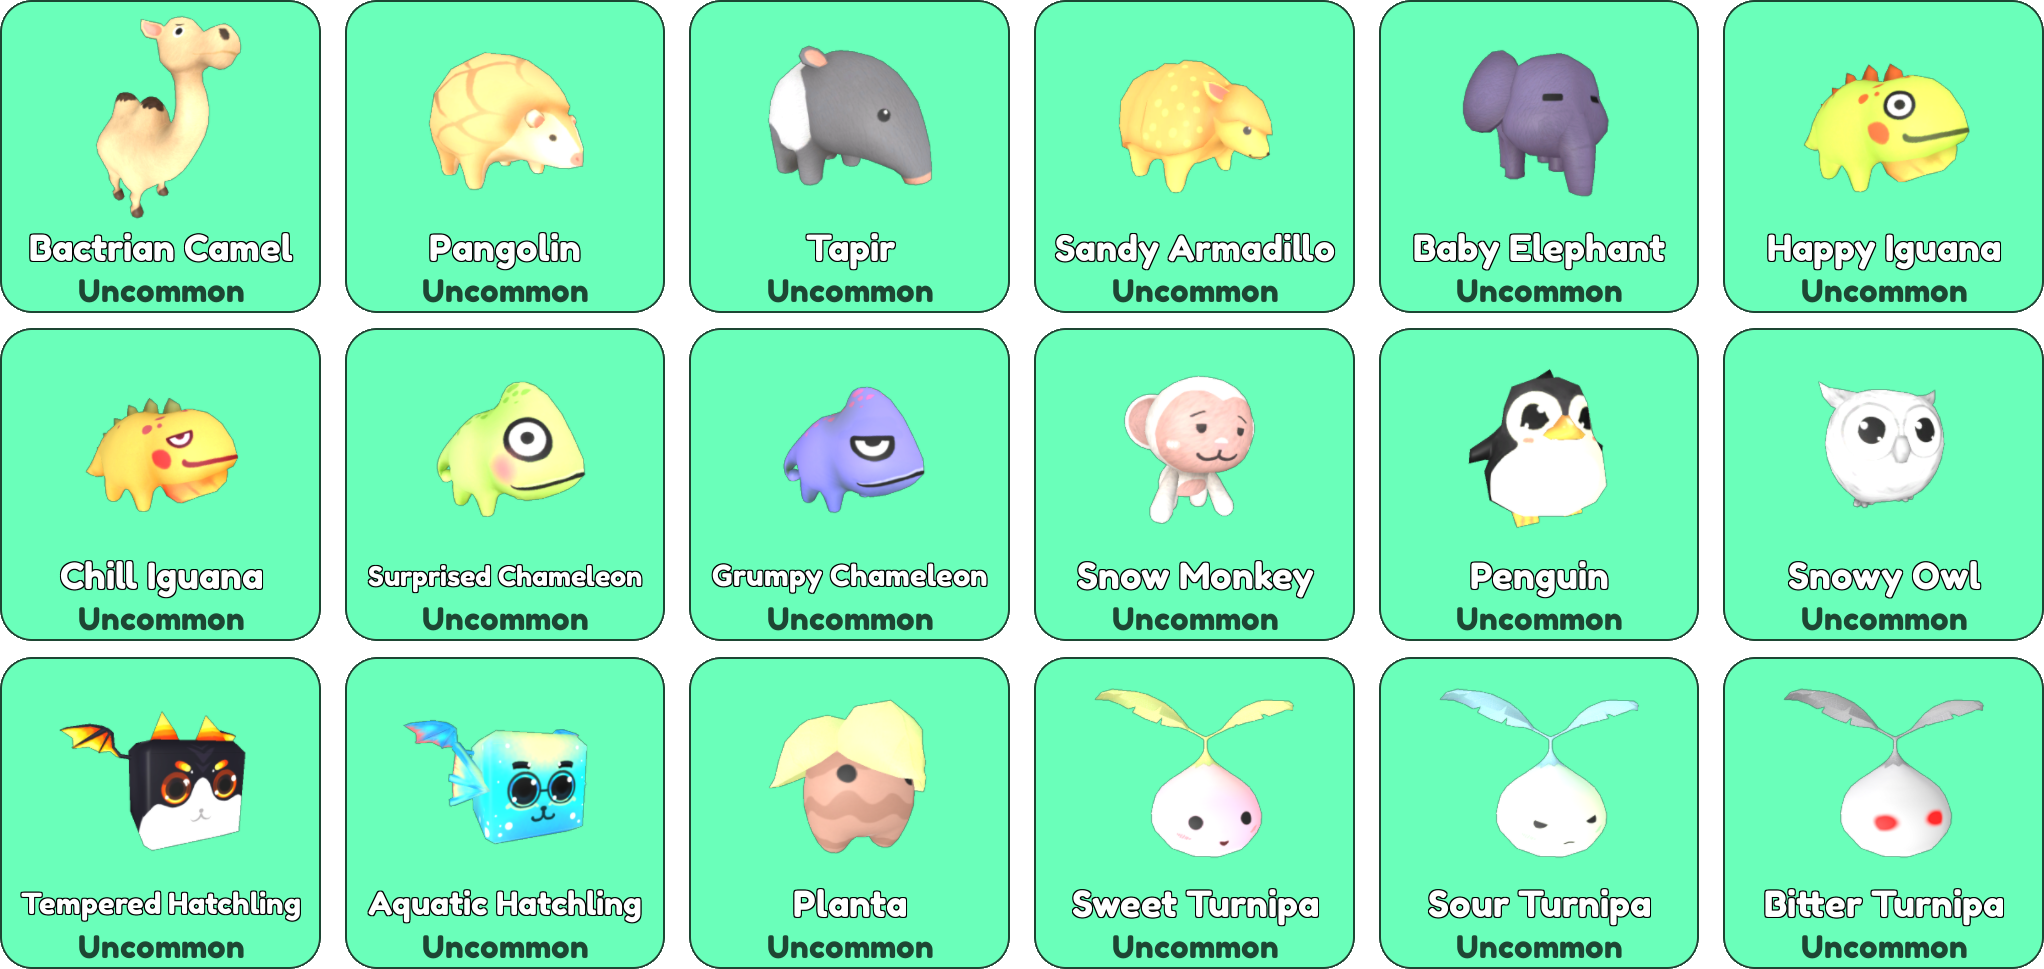 Bactrian Camel
Uncommon
Pangolin
Uncommon
Tapir
Uncommon
Sandy Armadillo
Uncommon
Baby Elephant
Uncommon
Happy Iguana
Uncommon
Chill Iguana
Uncommon
Surprised Chameleon
Uncommon
Grumpy Chameleon
Uncommon
Snow Monkey
Uncommon
Penguin
Uncommon
Snowy Owl
Uncommon
Tempered Hatchling
Uncommon
Aquatic Hatchling
Uncommon
Planta
Uncommon
Sweet Turnipa
Uncommon
Sour Turnipa
Uncommon
Bitter Turnipa
Uncommon